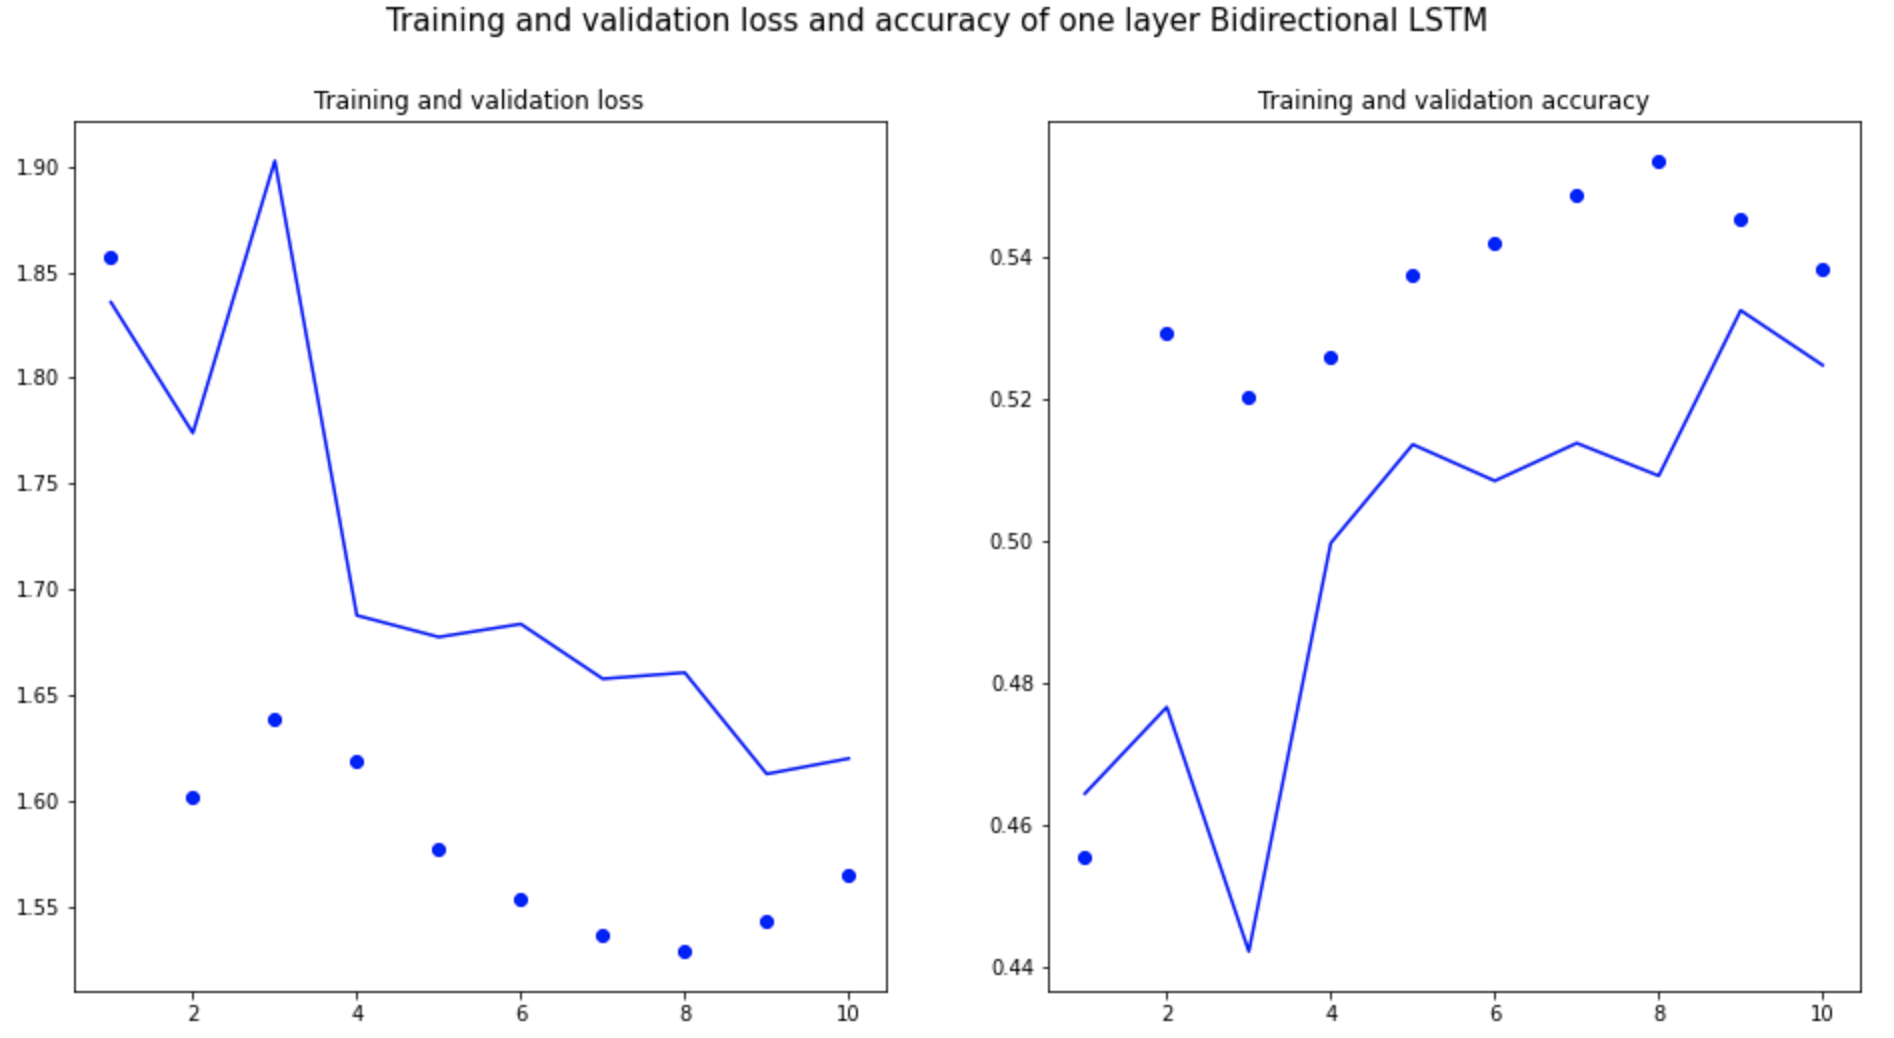 Training and validation loss and accuracy of one layer Bidirectional LSTM
Training and validation loss
1.90
1.85
1.80
1.75
1.70
1.65
1.60
1.55
2 4 6 8 10
Training and validation accuracy
0.54
0.52
0.50
0.48
0.46
0.44
2 4 6 8 10